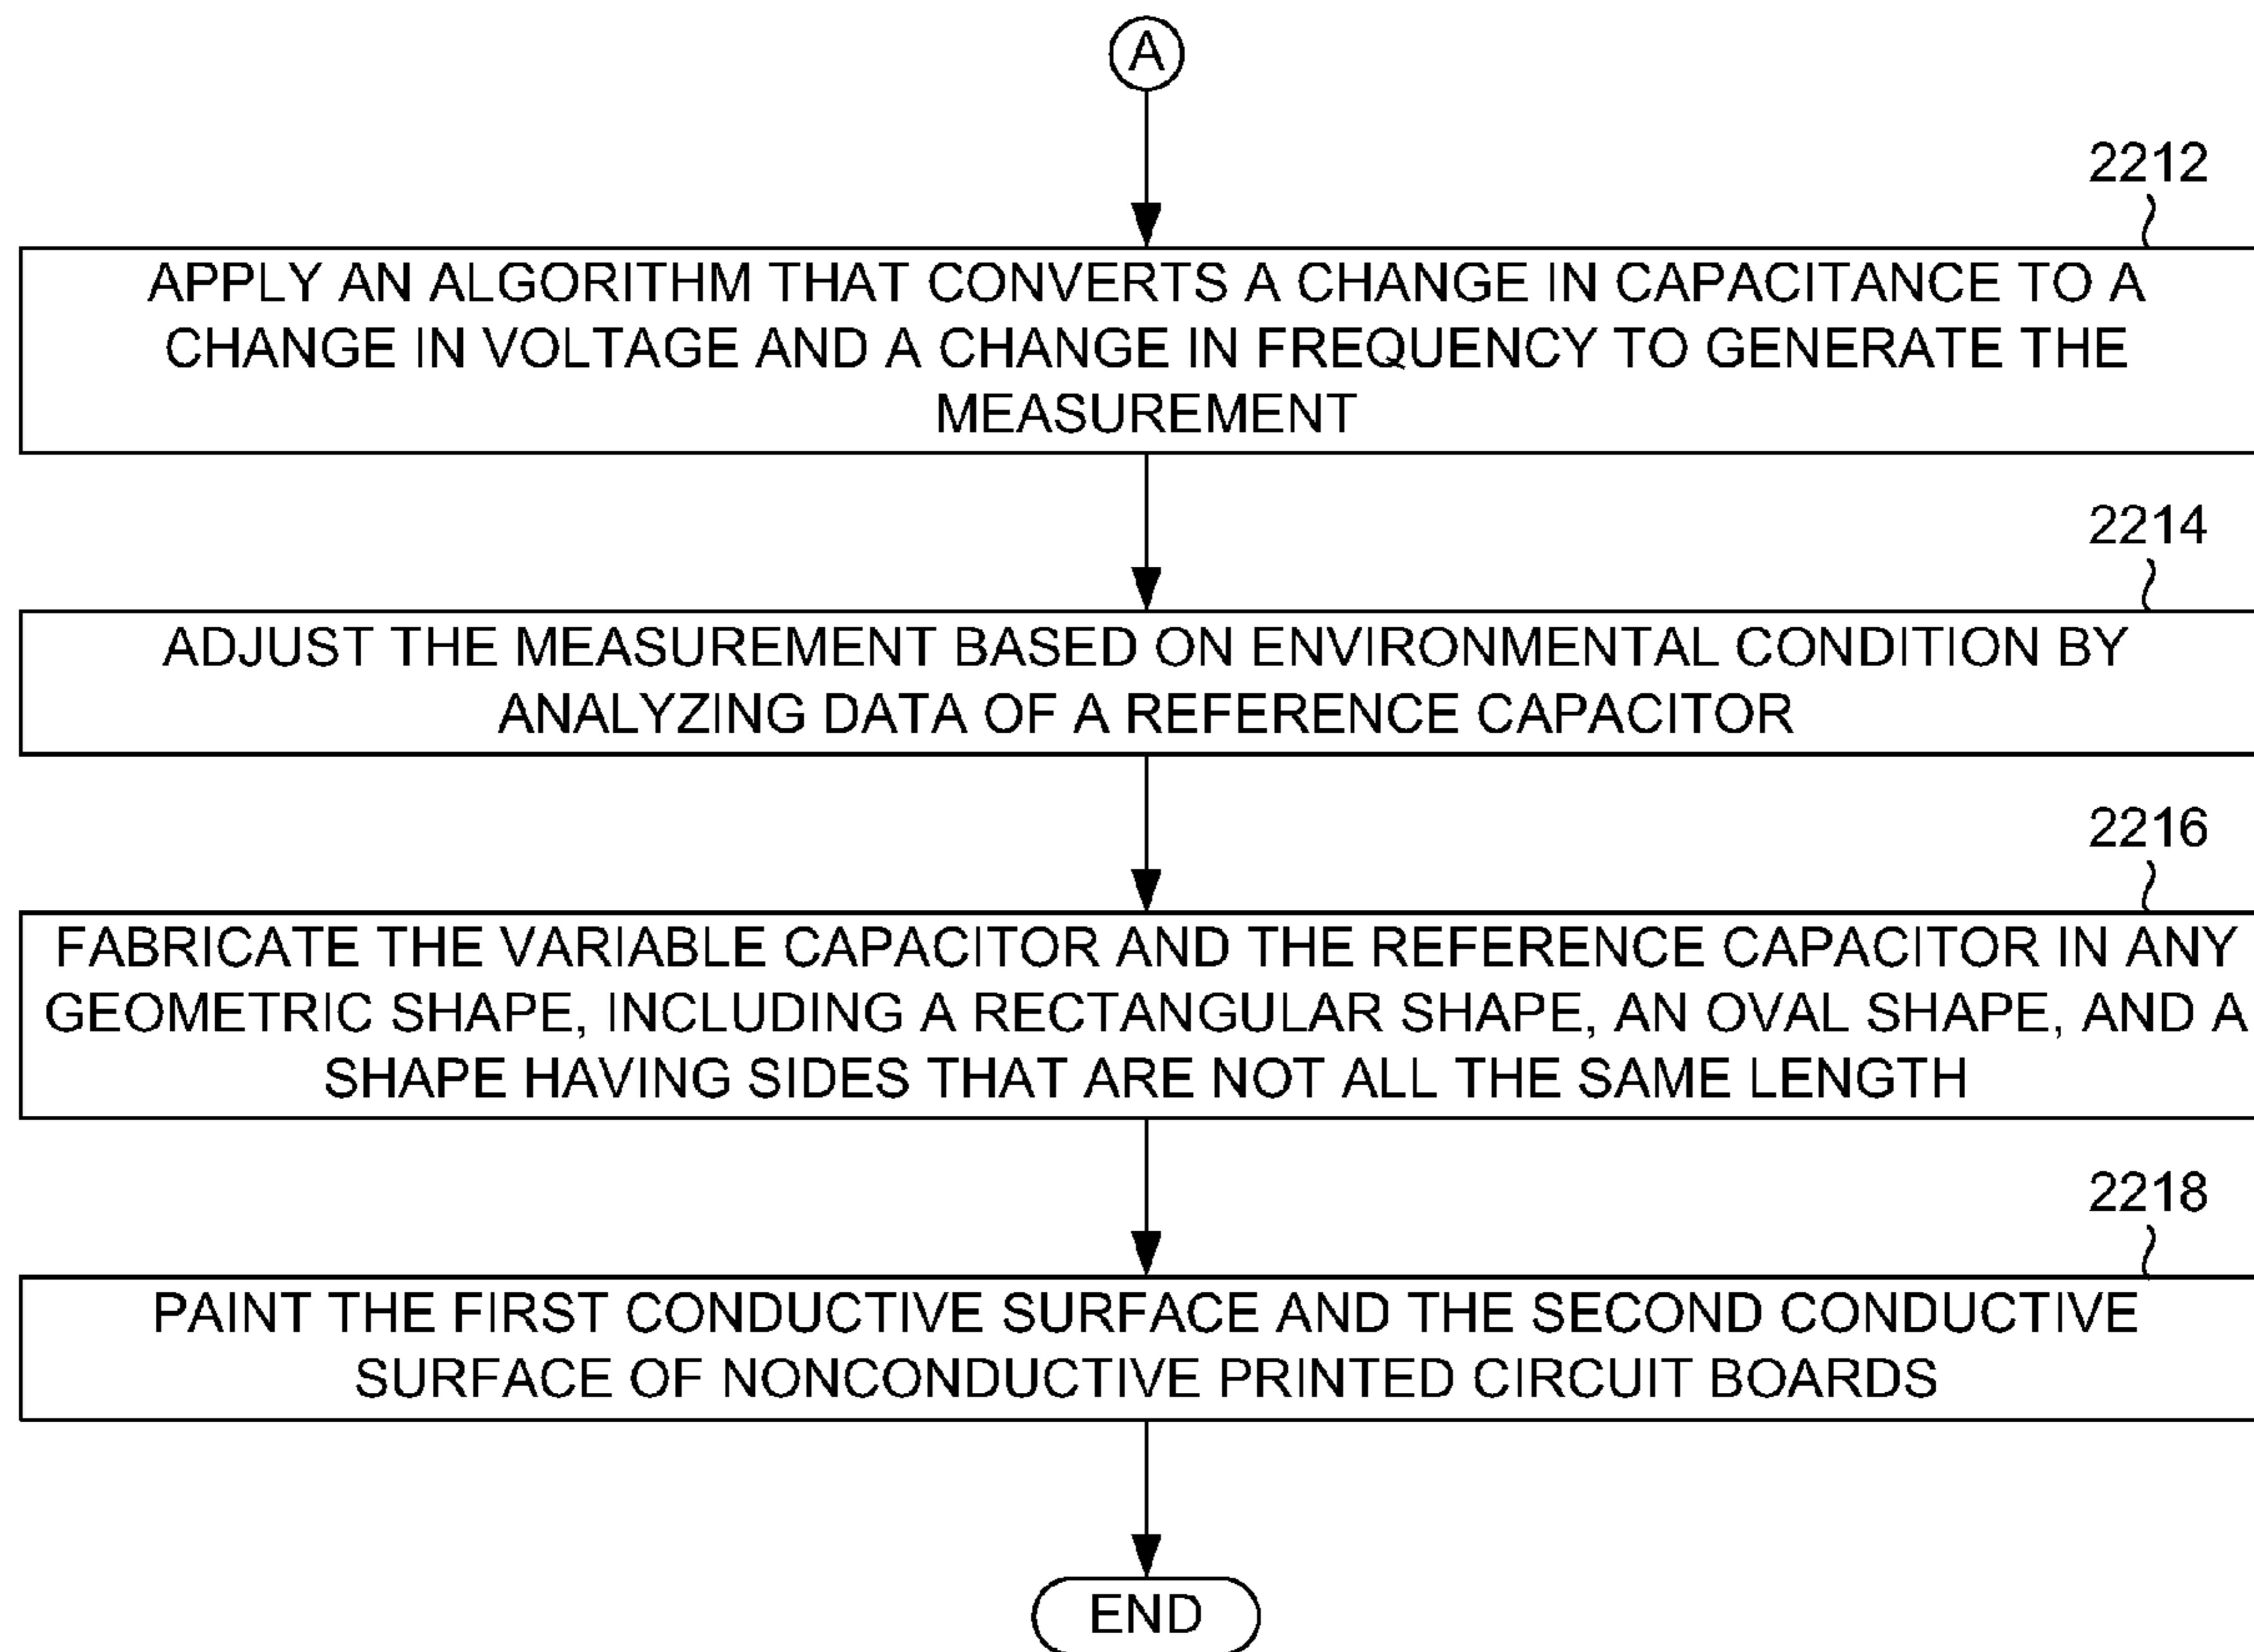 A
2212
APPLY AN ALGORITHM THAT CONVERTS A CHANGE IN CAPACITANCE TO A
CHANGE IN VOLTAGE AND A CHANGE IN FREQUENCY TO GENERATE THE
MEASUREMENT
2214
ADJUST THE MEASUREMENT BASED ON ENVIRONMENTAL CONDITION BY
ANALYZING DATA OF A REFERENCE CAPACITOR
2216
FABRICATE THE VARIABLE CAPACITOR AND THE REFERENCE CAPACITOR IN ANY
GEOMETRIC SHAPE, INCLUDING A RECTANGULAR SHAPE, AN OVAL SHAPE, AND A
SHAPE HAVING SIDES THAT ARE NOT ALL THE SAME LENGTH
2218
PAINT THE FIRST CONDUCTIVE SURFACE AND THE SECOND CONDUCTIVE
SURFACE OF NONCONDUCTIVE PRINTED CIRCUIT BOARDS
END